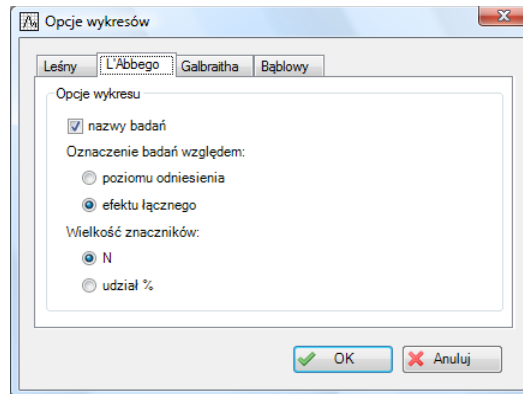 Opcje wykresów
Leśny L'Abbego Galbraitha Bąblowy
Opcje wykresu
nazwy badań
Oznaczenie badań względem:
poziomu odniesienia
efektu łącznego
Wielkość znaczników:
N
udział %
OK Anuluj